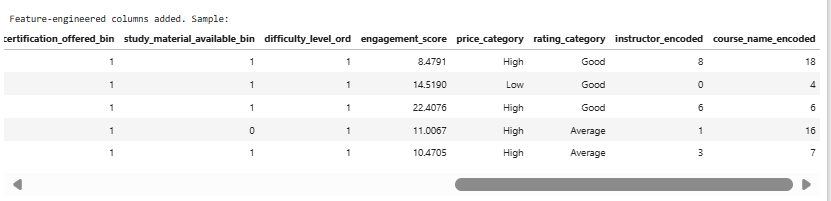 Feature-engineered columns added. Sample:
certification_offered_bin study_material_available_bin difficulty_level_ord engagement_score price_category rating_category instructor_encoded course_name_encoded
1 1 1 8.4791 High Good 8 18
1 1 1 14.5190 Low Good 0 4
1 1 1 22.4076 High Good 6 6
1 0 1 11.0067 High Average 1 16
1 1 1 10.4705 High Average 3 7